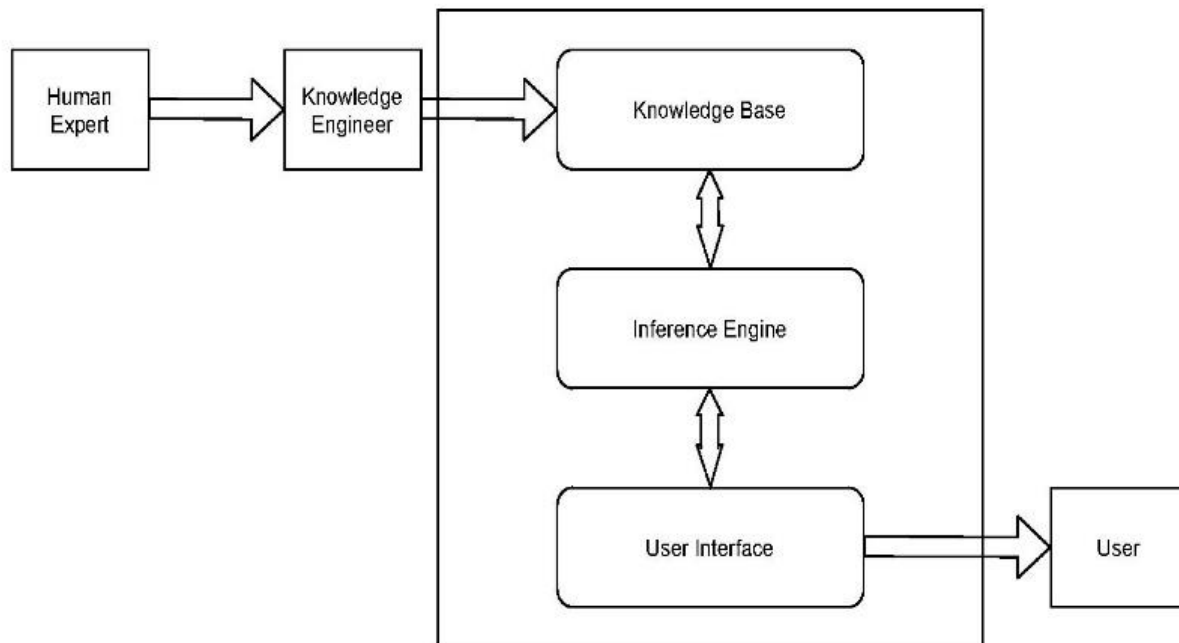 Human
Expert
Knowledge
Engineer
Knowledge Base
Inference Engine
User Interface
User